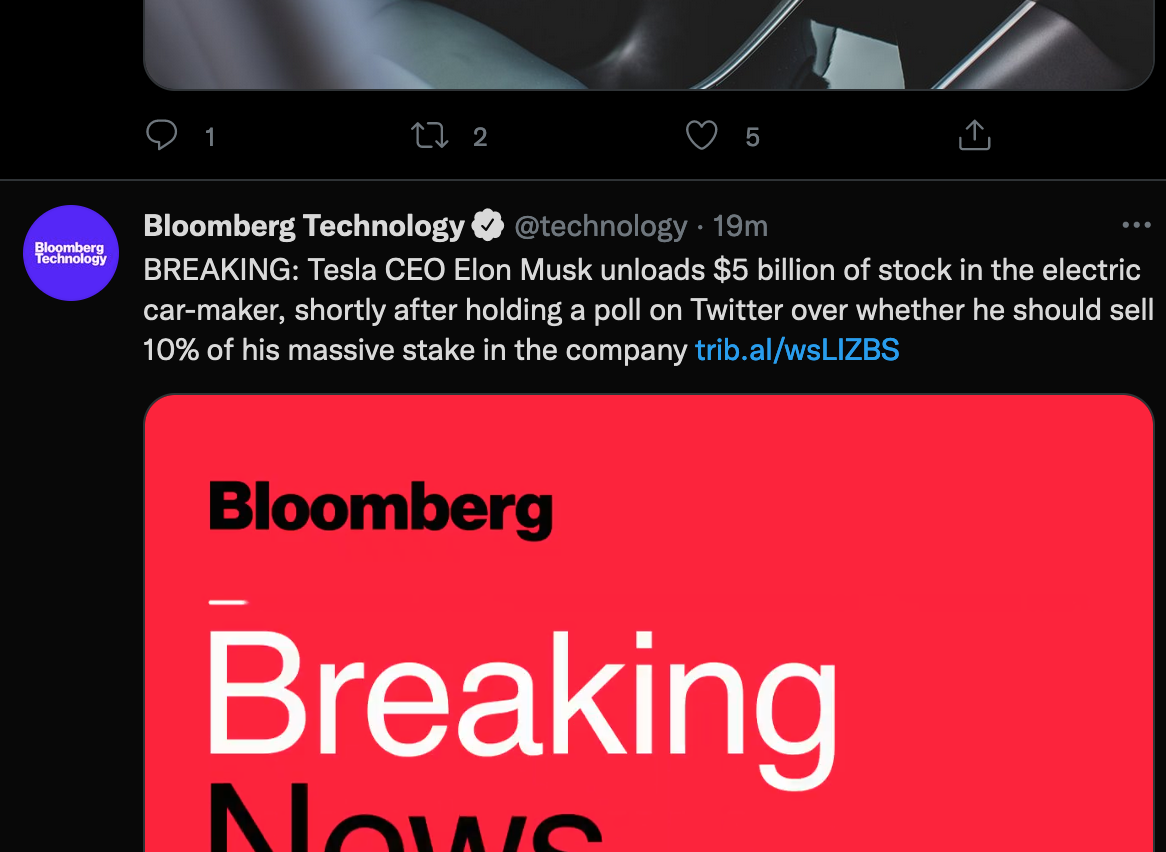 1 2 5
Bloomberg Technology @technology · 19m
Bloomberg
Technology
BREAKING: Tesla CEO Elon Musk unloads $5 billion of stock in the electric
car-maker, shortly after holding a poll on Twitter over whether he should sell
10% of his massive stake in the company trib.al/wsLlZBS
Bloomberg
Breaking
News